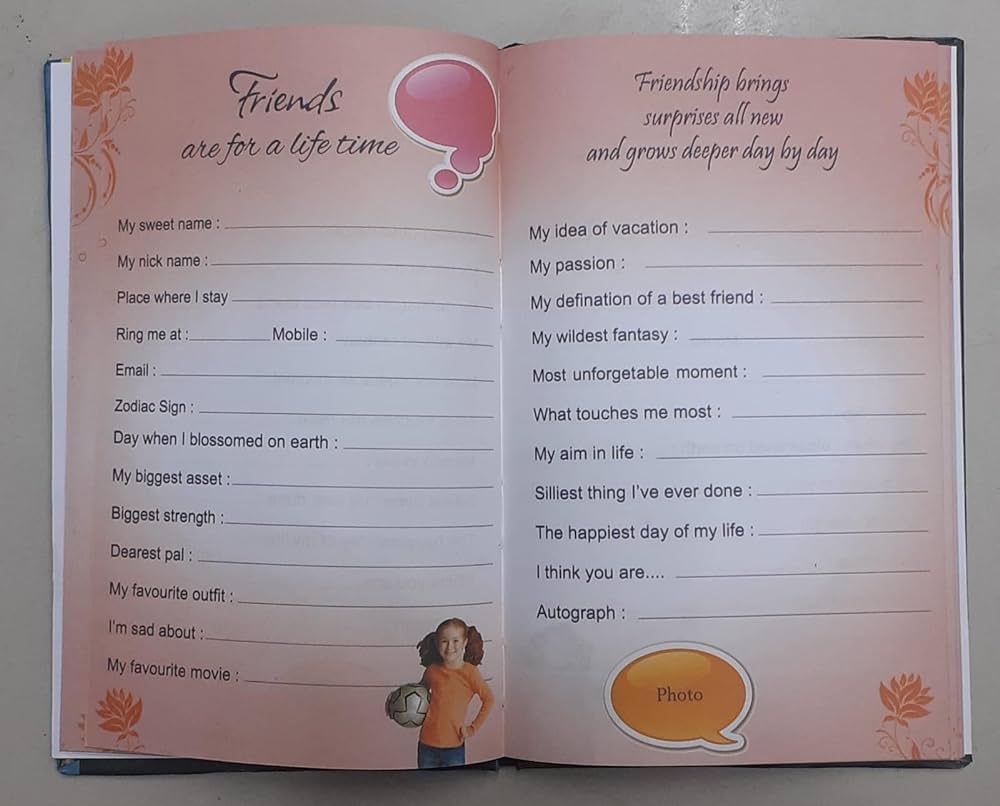 Friends
are for a life time
My sweet name :
My nick name :
Place where I stay
Ring me at : Mobile :
Email :
Zodiac Sign :
Day when I blossomed on earth :
My biggest asset :
Biggest strength :
Dearest pal :
My favourite outfit :
I'm sad about :
My favourite movie :
Friendship brings
surprises all new
and grows deeper day by day
My idea of vacation :
My passion :
My defination of a best friend :
My wildest fantasy :
Most unforgetable moment :
What touches me most :
My aim in life :
Silliest thing I've ever done :
The happiest day of my life :
I think you are....
Autograph :
Photo